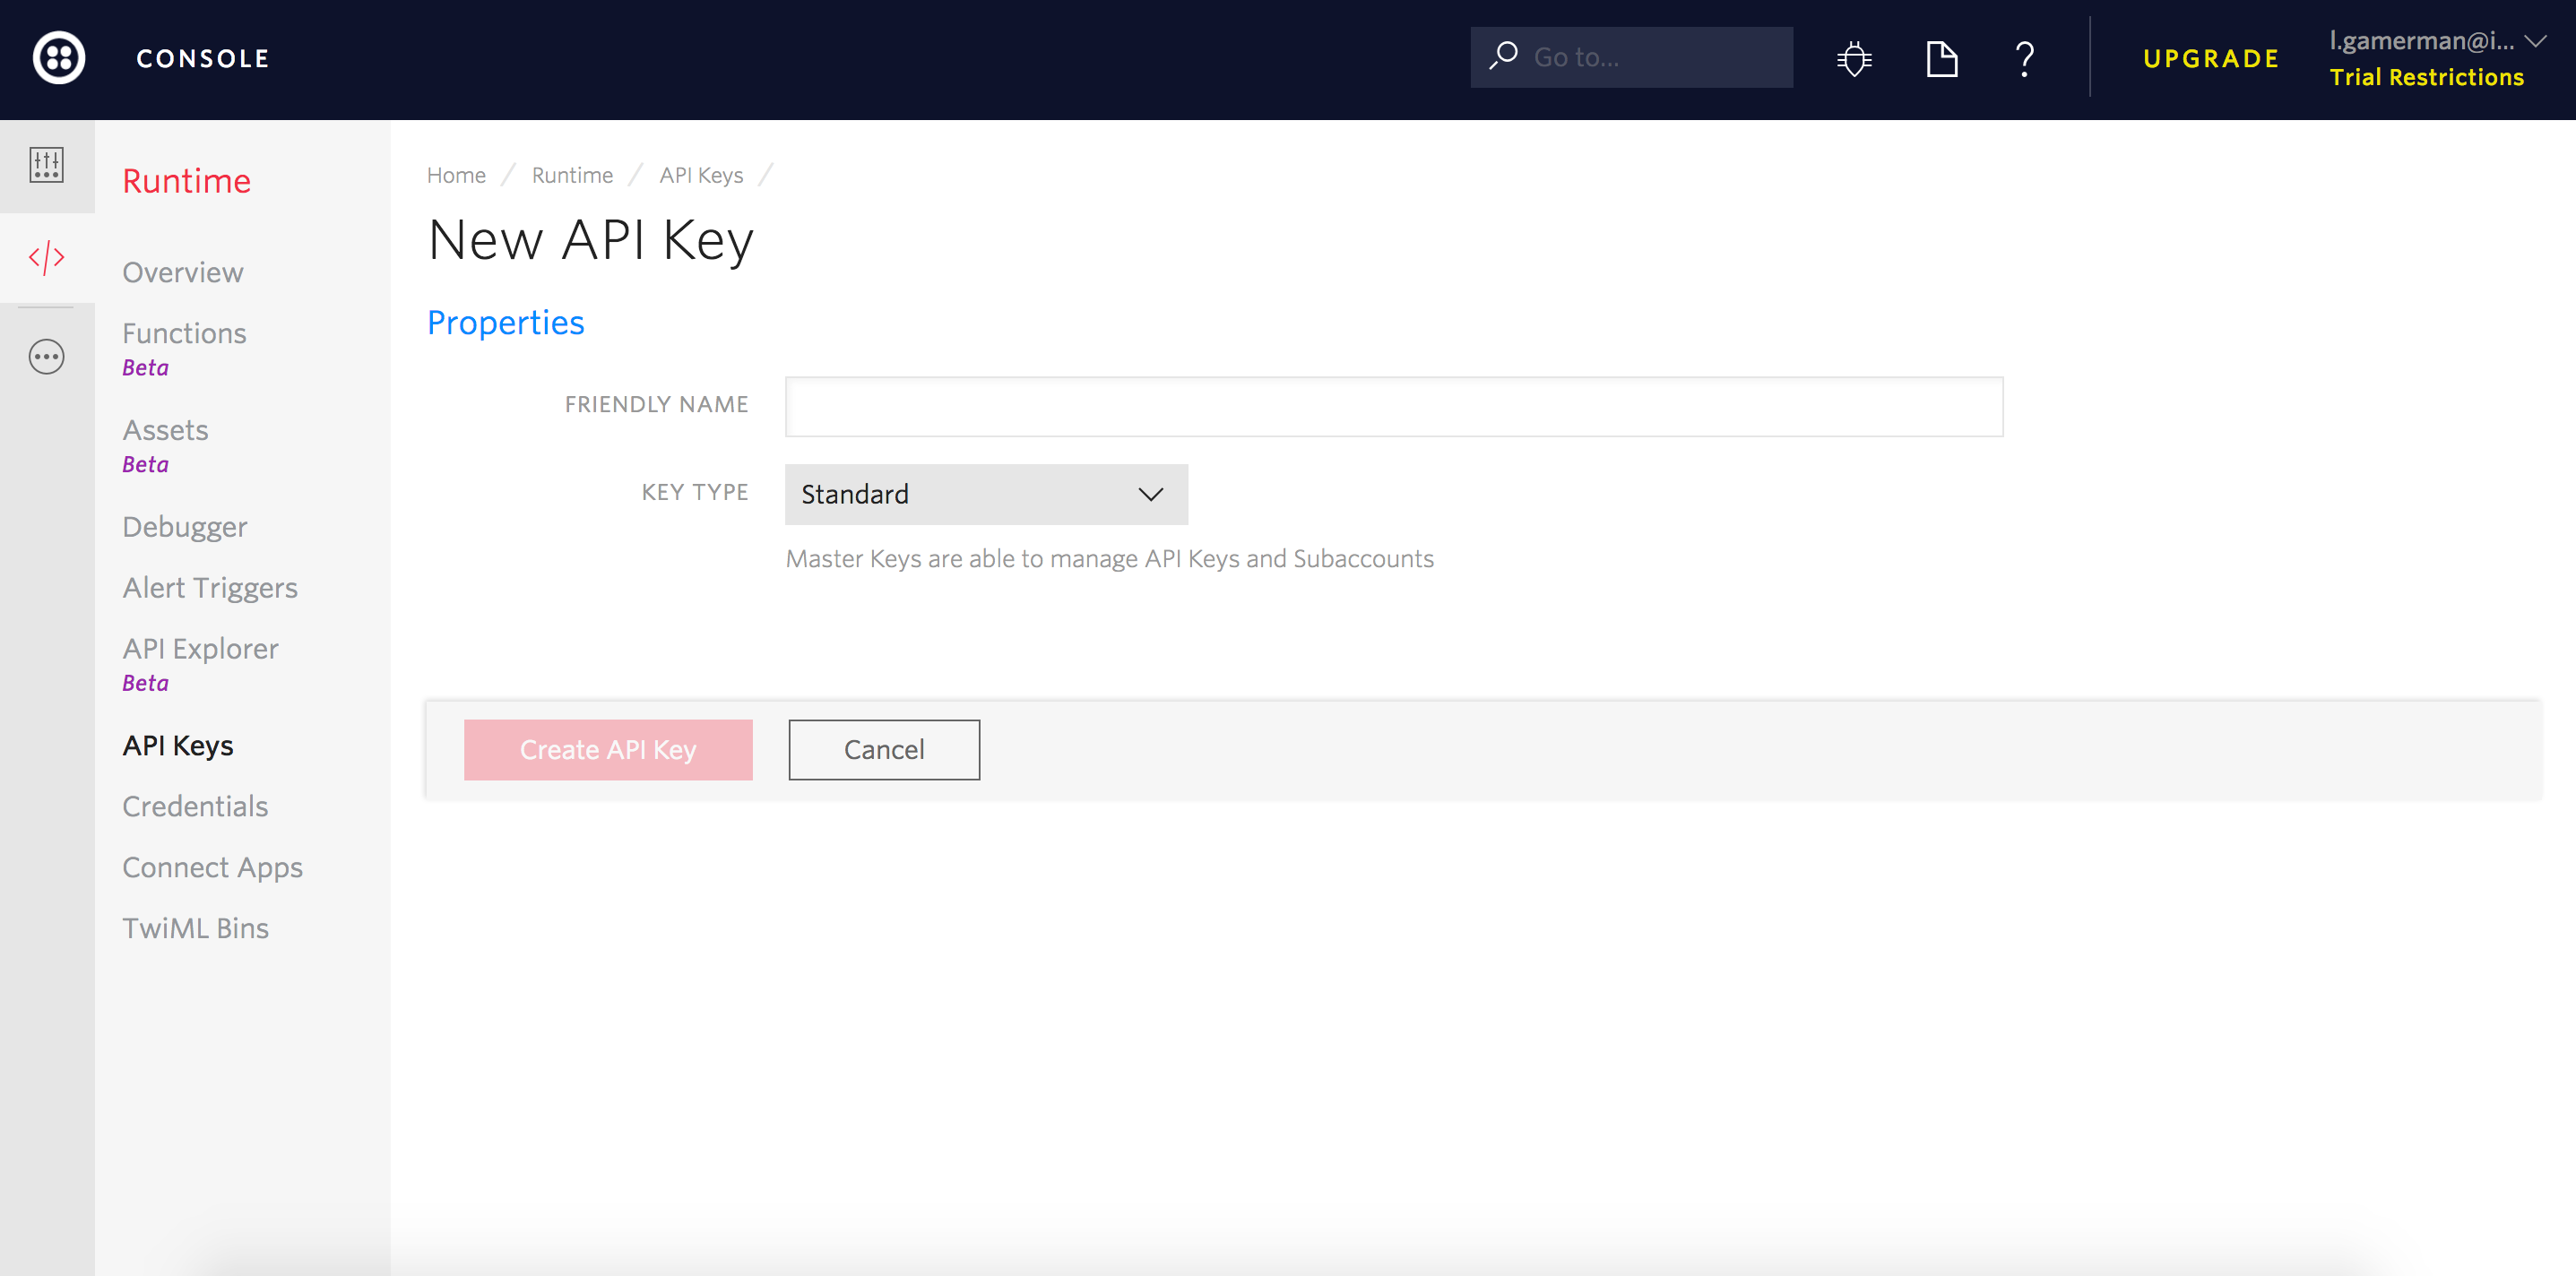 CONSOLE
Go to...
?
UPGRADE
l.gamerman@i...
Trial Restrictions
Runtime
Overview
Functions
Beta
Assets
Beta
Debugger
Alert Triggers
API Explorer
Beta
API Keys
Credentials
Connect Apps
TwiML Bins
Home / Runtime / API Keys /
New API Key
Properties
FRIENDLY NAME
KEY TYPE
Standard
Master Keys are able to manage API Keys and Subaccounts
Create API Key
Cancel